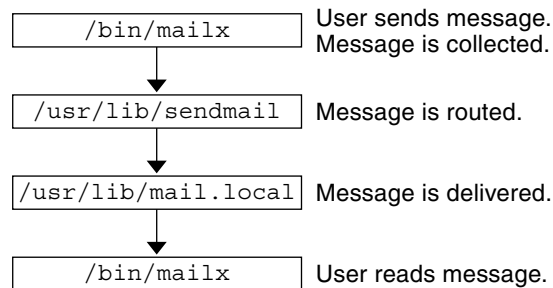 /bin/mailx
User sends message.
Message is collected.
/usr/lib/sendmail
Message is routed.
/usr/lib/mail.local
Message is delivered.
/bin/mailx
User reads message.